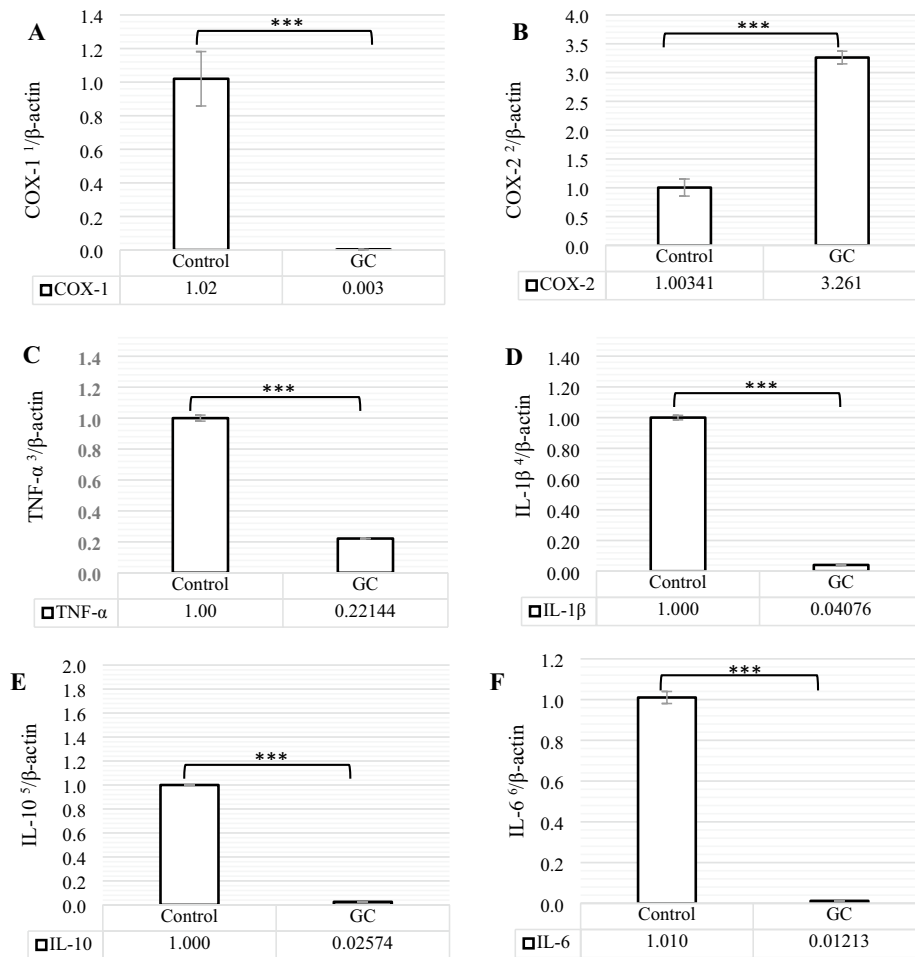 A
COX-1 ¹/β-actin
1.4
1.2
1.0
0.8
0.6
0.4
0.2
0.0
***
Control GC
COX-1 1.02 0.003
B
COX-2 ²/β-actin
4.0
3.5
3.0
2.5
2.0
1.5
1.0
0.5
0.0
***
Control GC
COX-2 1.00341 3.261
C
TNF-α ³/β-actin
1.4
1.2
1.0
0.8
0.6
0.4
0.2
0.0
***
Control GC
TNF-α 1.00 0.22144
D
IL-1β ⁴/β-actin
1.40
1.20
1.00
0.80
0.60
0.40
0.20
0.00
***
Control GC
IL-1β 1.000 0.04076
E
IL-10 ⁵/β-actin
2.0
1.8
1.6
1.4
1.2
1.0
0.8
0.6
0.4
0.2
0.0
***
Control GC
IL-10 1.000 0.02574
F
IL-6 ⁶/β-actin
1.2
1.0
0.8
0.6
0.4
0.2
0.0
***
Control GC
IL-6 1.010 0.01213